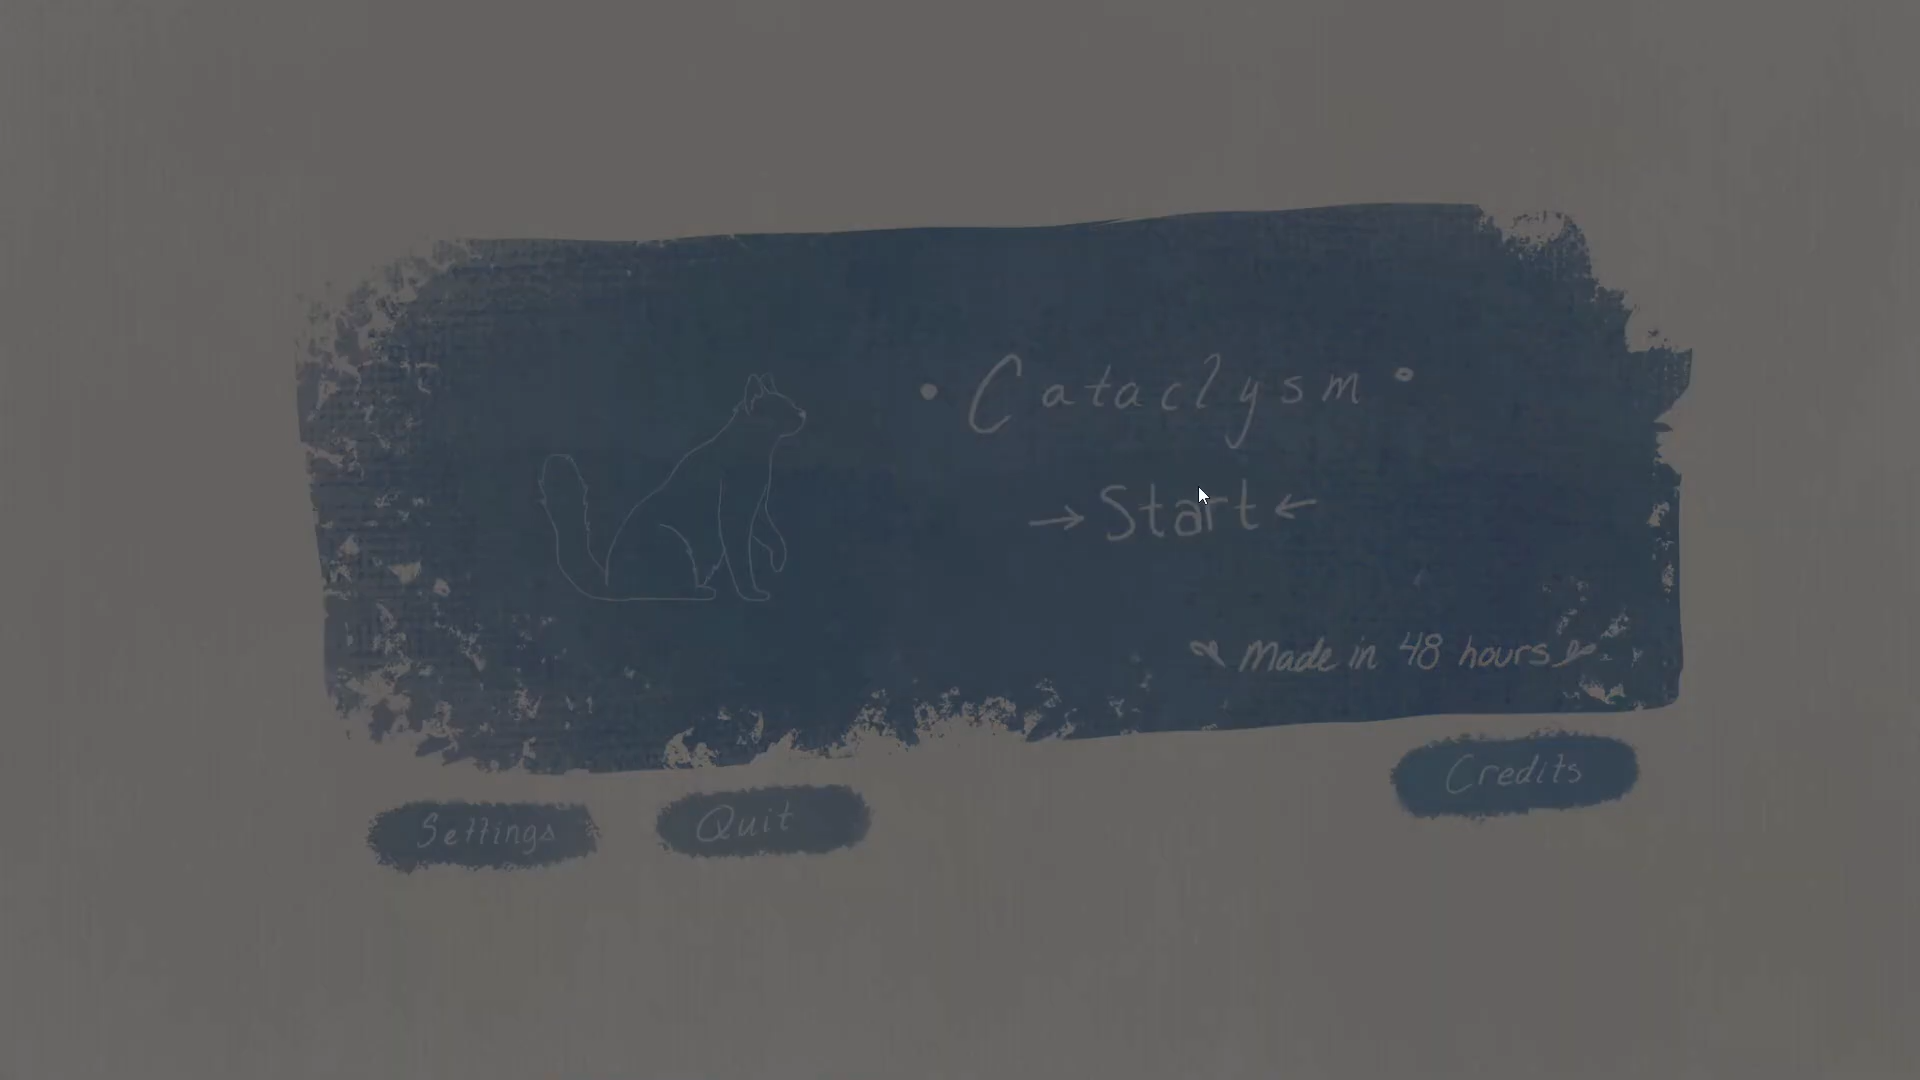 • Cataclysm •
→ Start ←
Made in 48 hours
Settings
Quit
Credits